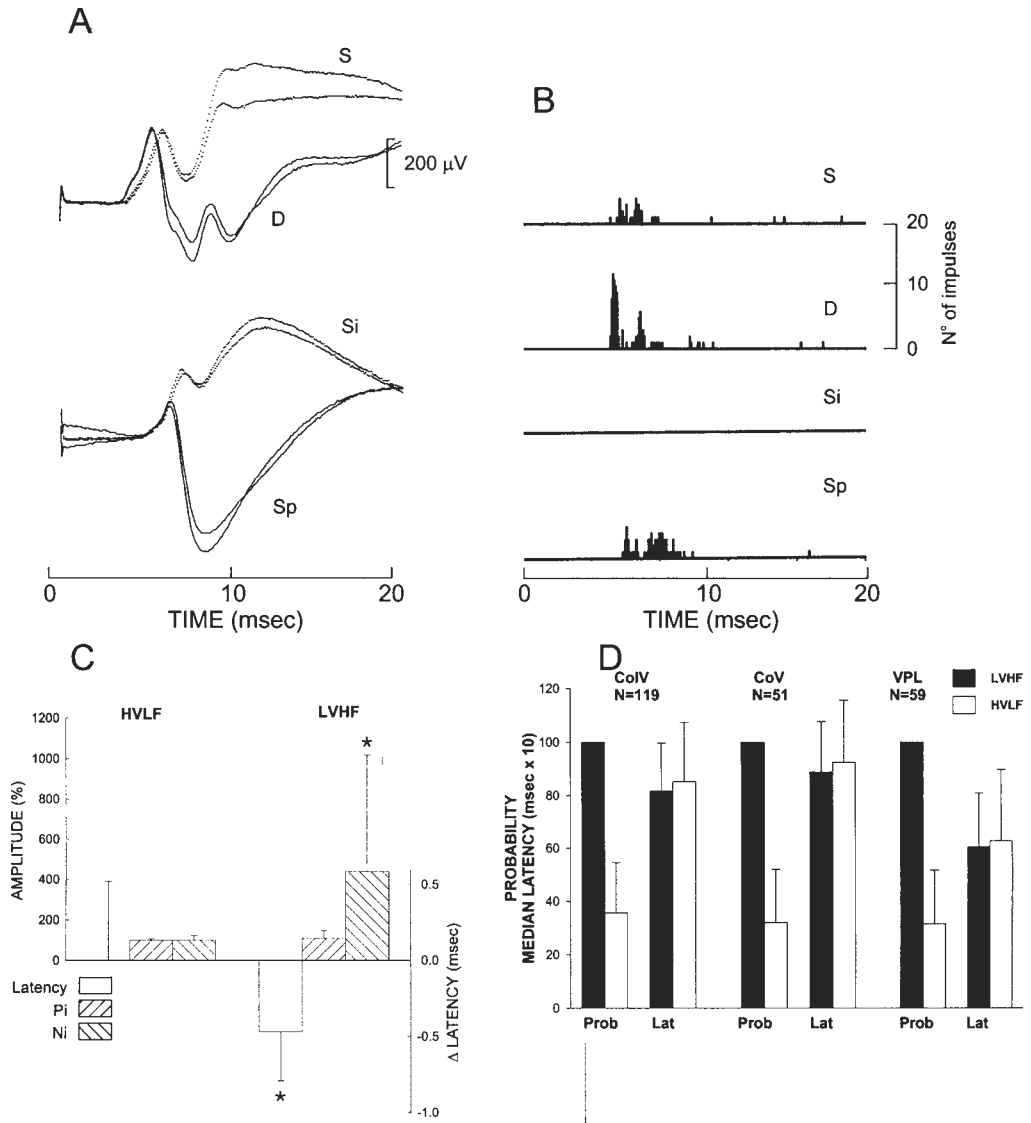 A
S
200 µV
D
Si
Sp
0 10 20
TIME (msec)
B
S
D
Si
Sp
20
10
0
N° of impulses
0 10 20
TIME (msec)
C
HVLF LVHF
1200
1000
800
600
400
200
0
AMPLITUDE (%)
*
*
0.5
0.0
-0.5
-1.0
Δ LATENCY (msec)
Latency
Pi
Ni
D
ColV CoV VPL
N=119 N=51 N=59
LVHF
HVLF
120
100
80
60
40
20
0
PROBABILITY
MEDIAN LATENCY (msec x 10)
Prob Lat Prob Lat Prob Lat